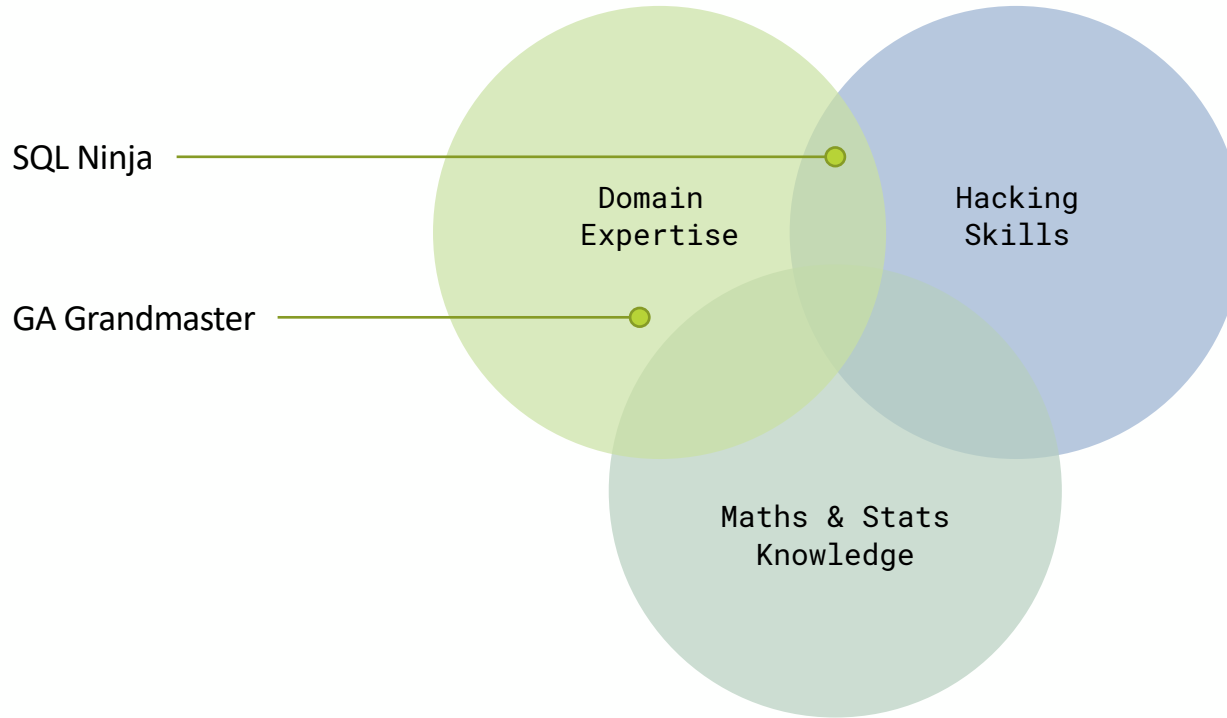 SQL Ninja
Domain
Expertise
Hacking
Skills
GA Grandmaster
Maths & Stats
Knowledge